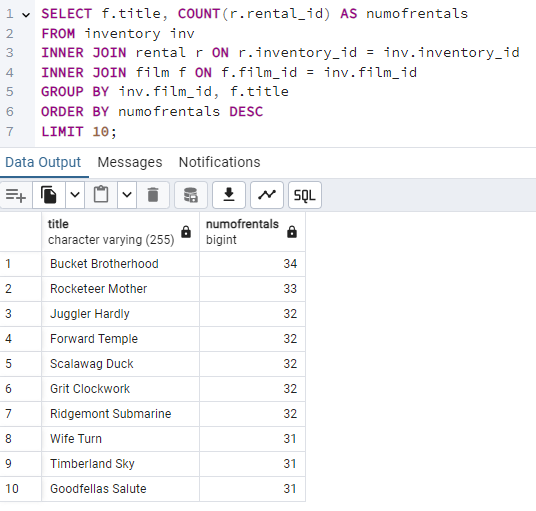 1 SELECT f.title, COUNT(r.rental_id) AS numofrentals
2 FROM inventory inv
3 INNER JOIN rental r ON r.inventory_id = inv.inventory_id
4 INNER JOIN film f ON f.film_id = inv.film_id
5 GROUP BY inv.film_id, f.title
6 ORDER BY numofrentals DESC
7 LIMIT 10;
Data Output Messages Notifications
SQL
title numofrentals
character varying (255) bigint
1 Bucket Brotherhood 34
2 Rocketeer Mother 33
3 Juggler Hardly 32
4 Forward Temple 32
5 Scalawag Duck 32
6 Grit Clockwork 32
7 Ridgemont Submarine 32
8 Wife Turn 31
9 Timberland Sky 31
10 Goodfellas Salute 31